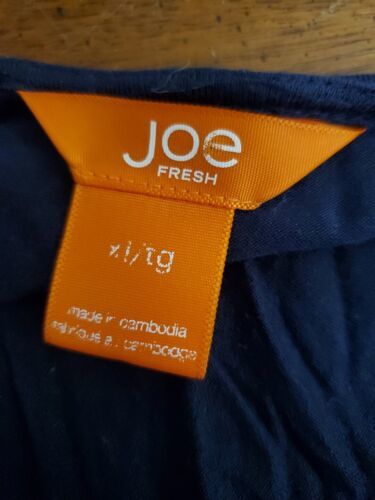 Joe
FRESH
xl/tg
made in cambodia
fabriqué au cambodge